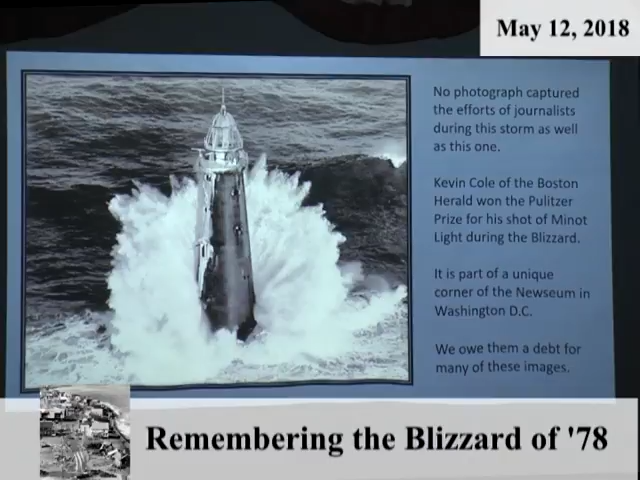 May 12, 2018
No photograph captured
the efforts of journalists
during this storm as well
as this one.
Kevin Cole of the Boston
Herald won the Pulitzer
Prize for his shot of Minot
Light during the Blizzard.
It is part of a unique
corner of the Newseum in
Washington D.C.
We owe them a debt for
many of these images.
Remembering the Blizzard of '78